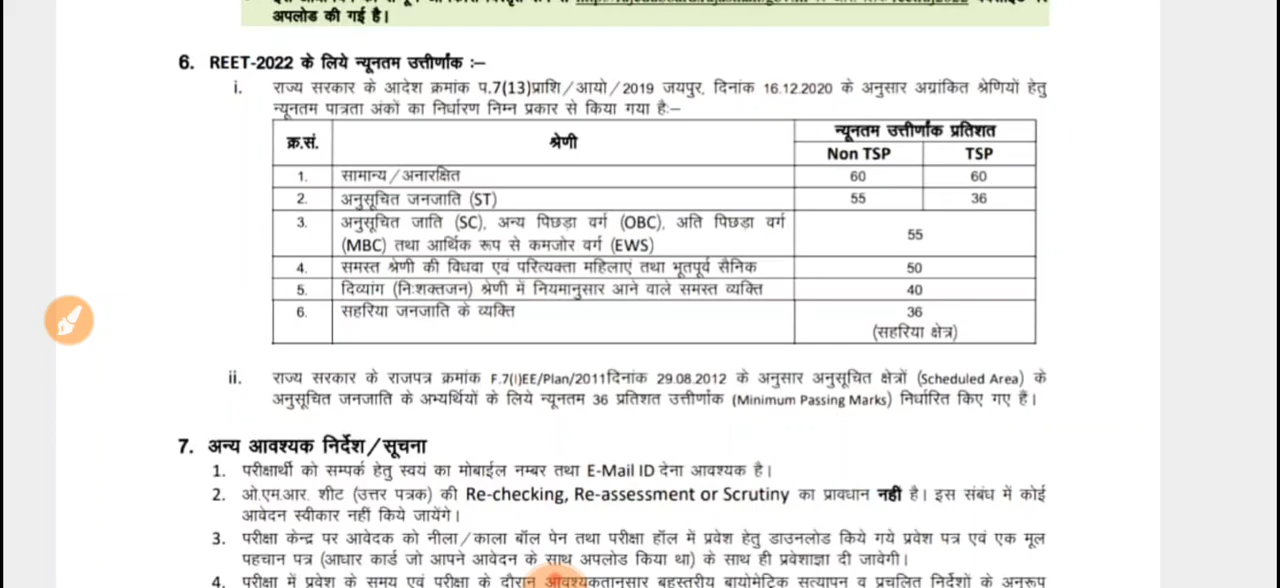 अपलोड की गई है।
6. REET-2022 के लिये न्यूनतम उत्तीर्णांक :–
i. राज्य सरकार के आदेश क्रमांक प.7(13)प्राशि/आयो/2019 जयपुर, दिनांक 16.12.2020 के अनुसार अग्रांकित श्रेणियों हेतु
न्यूनतम पात्रता अंकों का निर्धारण निम्न प्रकार से किया गया है:–
क्र.सं. श्रेणी न्यूनतम उत्तीर्णांक प्रतिशत
Non TSP TSP
1. सामान्य/अनारक्षित 60 60
2. अनुसूचित जनजाति (ST) 55 36
3. अनुसूचित जाति (SC), अन्य पिछड़ा वर्ग (OBC), अति पिछड़ा वर्ग
(MBC) तथा आर्थिक रूप से कमजोर वर्ग (EWS) 55
4. समस्त श्रेणी की विधवा एवं परित्यक्ता महिलाएं तथा भूतपूर्व सैनिक 50
5. दिव्यांग (निःशक्तजन) श्रेणी में नियमानुसार आने वाले समस्त व्यक्ति 40
6. सहरिया जनजाति के व्यक्ति 36
(सहरिया क्षेत्र)
ii. राज्य सरकार के राजपत्र क्रमांक F.7(I)EE/Plan/2011दिनांक 29.08.2012 के अनुसार अनुसूचित क्षेत्रों (Scheduled Area) के
अनुसूचित जनजाति के अभ्यर्थियों के लिये न्यूनतम 36 प्रतिशत उत्तीर्णांक (Minimum Passing Marks) निर्धारित किए गए हैं।
7. अन्य आवश्यक निर्देश/सूचना
1. परीक्षार्थी को सम्पर्क हेतु स्वयं का मोबाईल नम्बर तथा E-Mail ID देना आवश्यक है।
2. ओ.एम.आर. शीट (उत्तर पत्रक) की Re-checking, Re-assessment or Scrutiny का प्रावधान नहीं है। इस संबंध में कोई
आवेदन स्वीकार नहीं किये जायेंगे।
3. परीक्षा केन्द्र पर आवेदक को नीला/काला बॉल पेन तथा परीक्षा हॉल में प्रवेश हेतु डाउनलोड किये गये प्रवेश पत्र एवं एक मूल
पहचान पत्र (आधार कार्ड जो आपने आवेदन के साथ अपलोड किया था) के साथ ही प्रवेशाज्ञा दी जावेगी।
4. परीक्षा में प्रवेश के समय एवं परीक्षा के दौरान आवश्यकतानुसार बहुस्तरीय बायोमेट्रिक सत्यापन व प्रचलित निर्देशों के अनुरूप